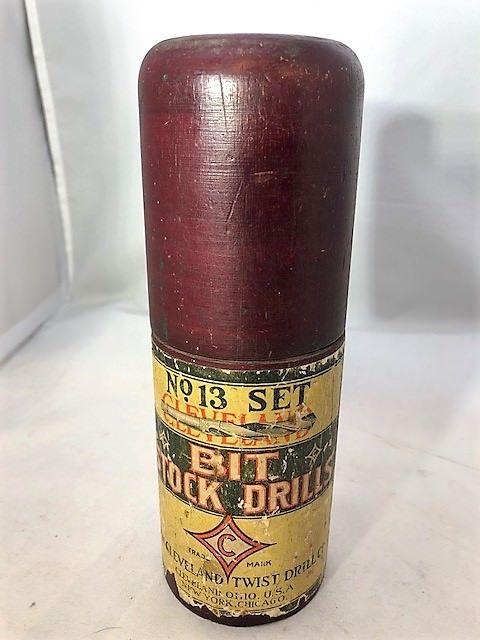 No 13 SET
CLEVELAND
BIT
STOCK DRILLS
C
TRADE MARK
CLEVELAND TWIST DRILL Co
CLEVELAND, OHIO, U.S.A
NEW YORK, CHICAGO.